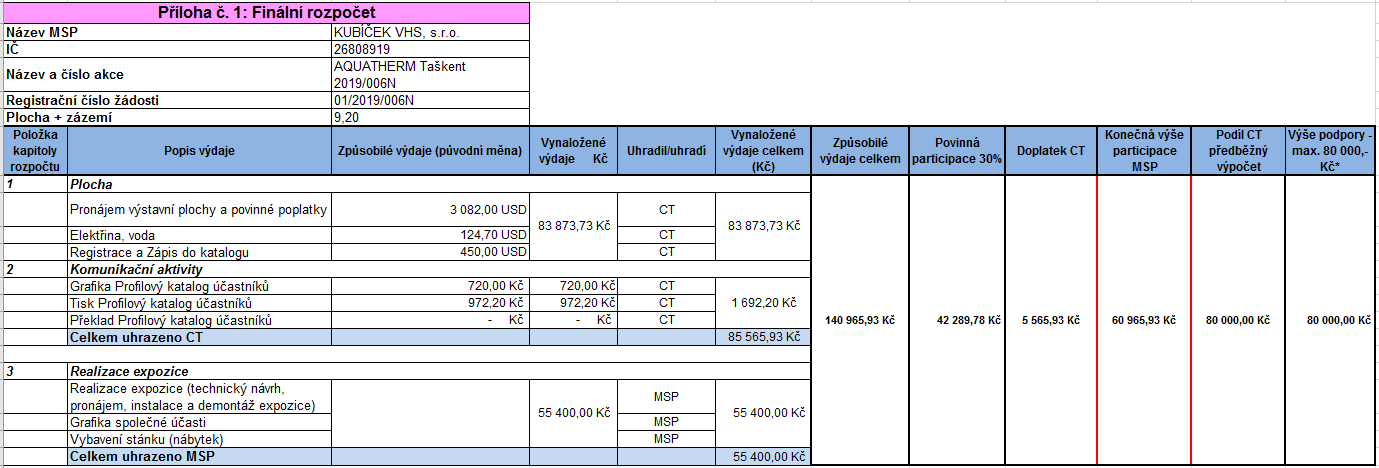 Příloha č. 1: Finální rozpočet
Název MSP KUBÍČEK VHS, s.r.o.
IČ 26808919
Název a číslo akce AQUATHERM Taškent
2019/006N
Registrační číslo žádosti 01/2019/006N
Plocha + zázemí 9,20
Položka kapitoly rozpočtu Popis výdaje Způsobilé výdaje (původní měna) Vynaložené výdaje Kč Uhradil/uhradí Vynaložené výdaje celkem (Kč) Způsobilé výdaje celkem Povinná participace 30% Doplatek CT Konečná výše participace MSP Podíl CT předběžný výpočet Výše podpory - max. 80 000,- Kč*
1 Plocha
Pronájem výstavní plochy a povinné poplatky 3 082,00 USD 83 873,73 Kč CT 83 873,73 Kč
Elektřina, voda 124,70 USD CT
Registrace a Zápis do katalogu 450,00 USD CT
2 Komunikační aktivity
Grafika Profilový katalog účastníků 720,00 Kč 720,00 Kč CT
Tisk Profilový katalog účastníků 972,20 Kč 972,20 Kč CT 1 692,20 Kč
Překlad Profilový katalog účastníků - Kč - Kč CT
140 965,93 Kč 42 289,78 Kč 5 565,93 Kč 60 965,93 Kč 80 000,00 Kč 80 000,00 Kč
Celkem uhrazeno CT 85 565,93 Kč
3 Realizace expozice
Realizace expozice (technický návrh,
pronájem, instalace a demontáž expozice) 55 400,00 Kč MSP 55 400,00 Kč
Grafika společné účasti MSP
Vybavení stánku (nábytek) MSP
Celkem uhrazeno MSP 55 400,00 Kč